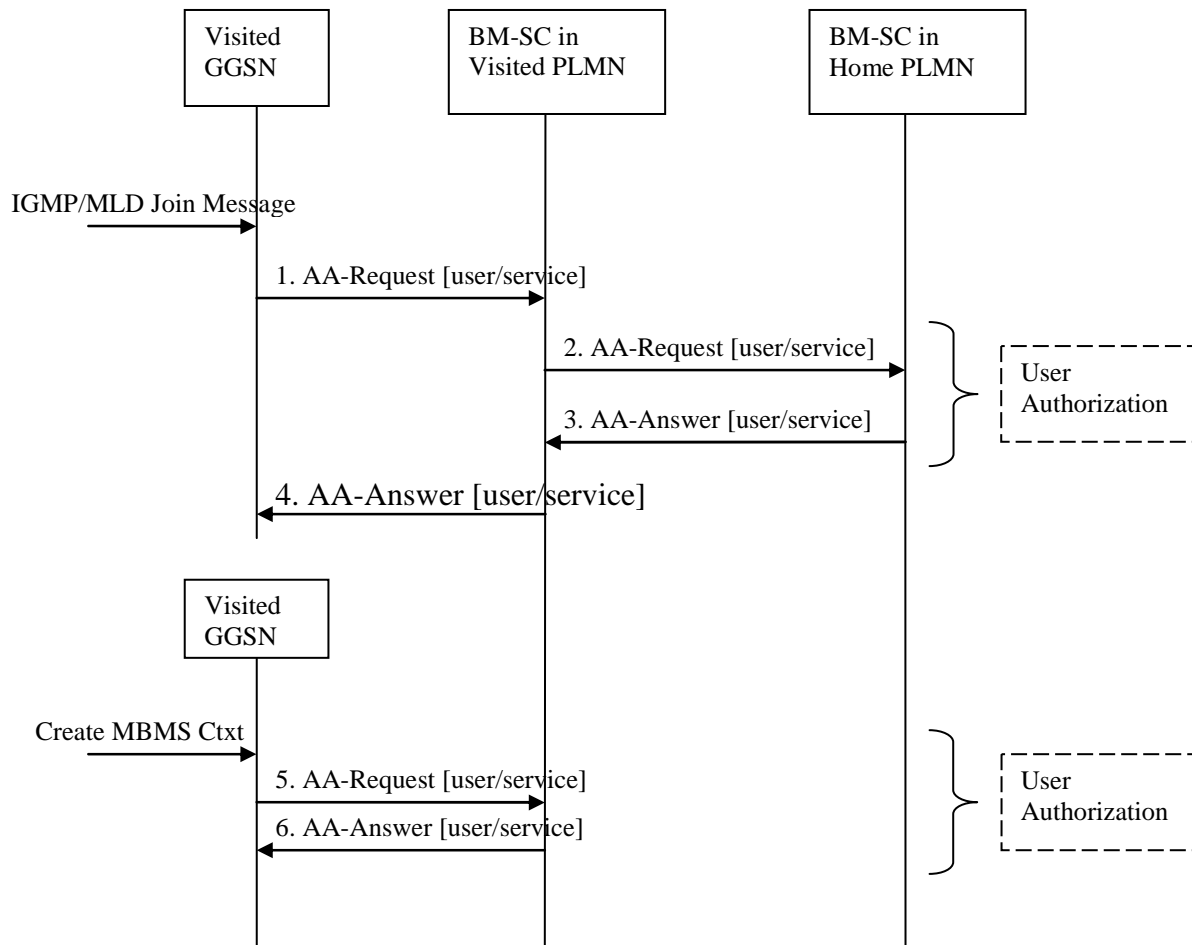 Visited
GGSN
BM-SC in
Visited PLMN
BM-SC in
Home PLMN
IGMP/MLD Join Message
1. AA-Request [user/service]
2. AA-Request [user/service]
User
Authorization
3. AA-Answer [user/service]
4. AA-Answer [user/service]
Visited
GGSN
Create MBMS Ctxt
5. AA-Request [user/service]
User
Authorization
6. AA-Answer [user/service]